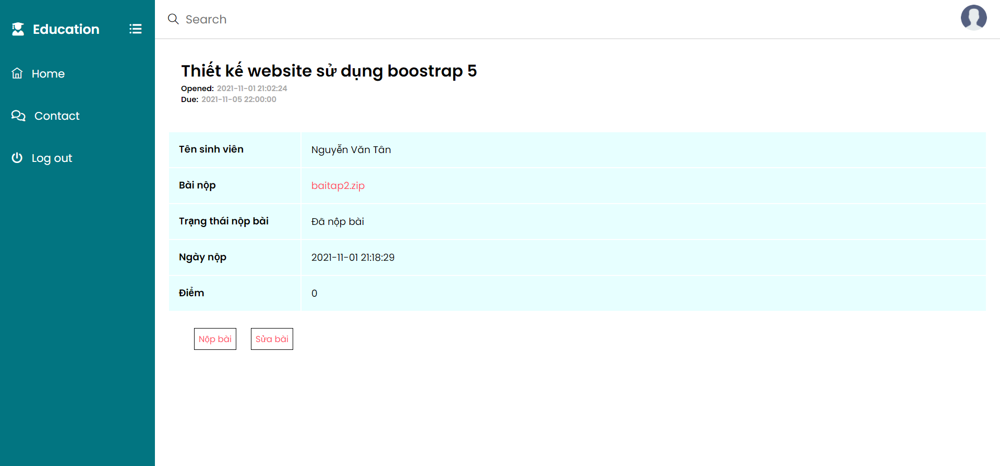 Education
Home
Contact
Log out
Search
Thiết kế website sử dụng boostrap 5
Opened: 2021-11-01 21:02:24
Due: 2021-11-05 22:00:00
Tên sinh viên Nguyễn Văn Tân
Bài nộp baitap2.zip
Trạng thái nộp bài Đã nộp bài
Ngày nộp 2021-11-01 21:18:29
Điểm 0
Nộp bài Sửa bài